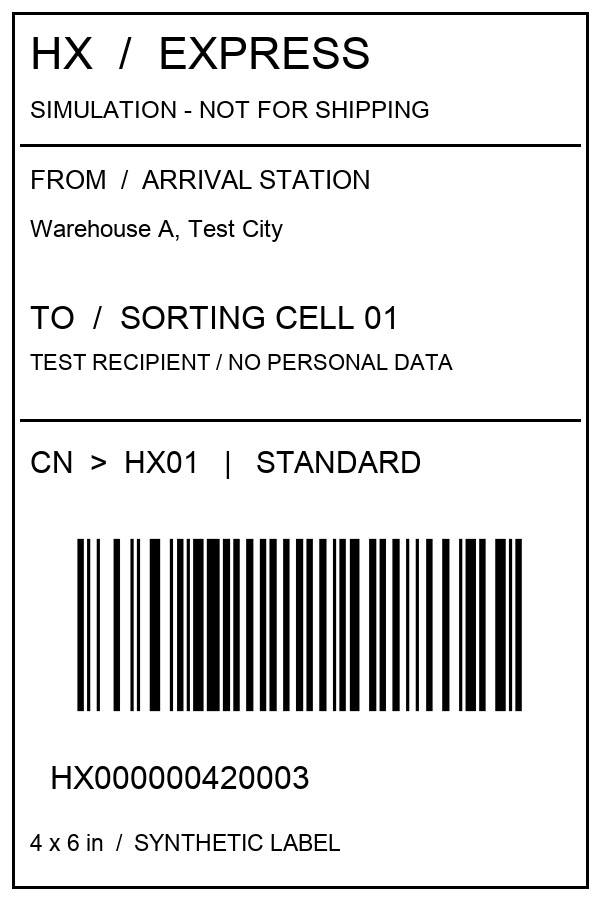 HX / EXPRESS
SIMULATION - NOT FOR SHIPPING
FROM / ARRIVAL STATION
Warehouse A, Test City
TO / SORTING CELL 01
TEST RECIPIENT / NO PERSONAL DATA
CN > HX01 | STANDARD
HX000000420003
4 x 6 in / SYNTHETIC LABEL